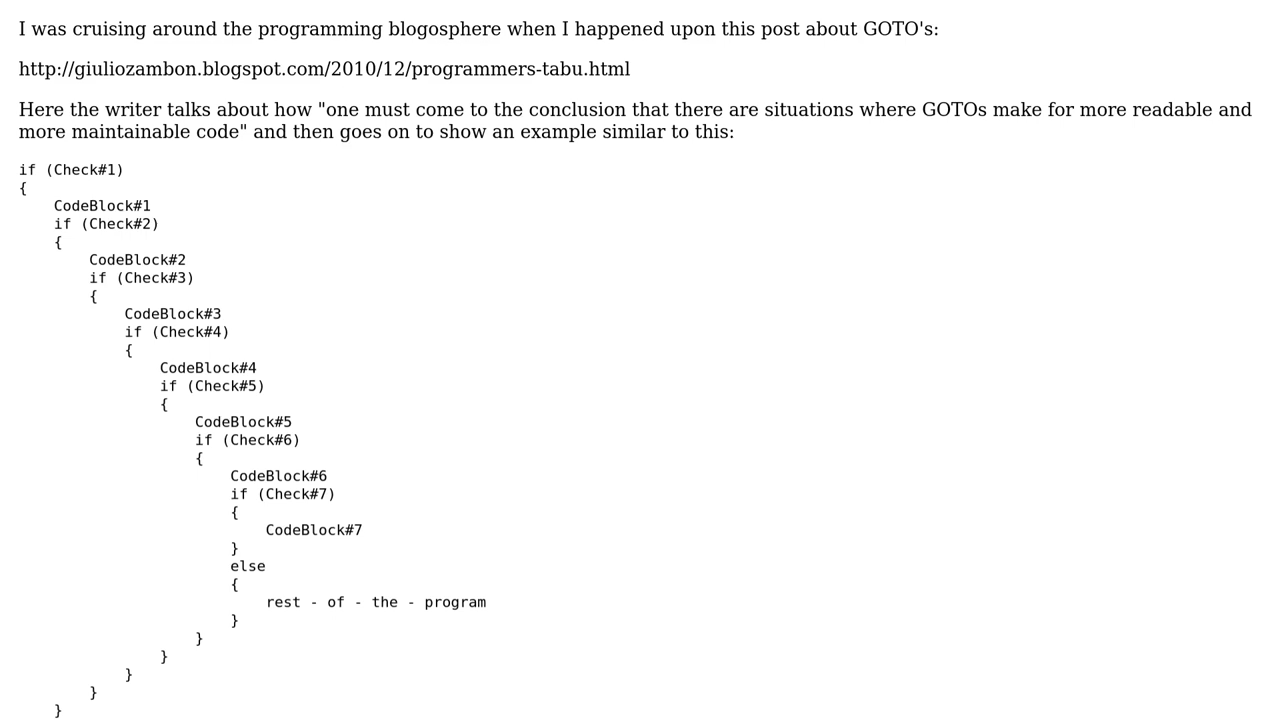 I was cruising around the programming blogosphere when I happened upon this post about GOTO's:
http://giuliozambon.blogspot.com/2010/12/programmers-tabu.html
Here the writer talks about how "one must come to the conclusion that there are situations where GOTOs make for more readable and
more maintainable code" and then goes on to show an example similar to this:
if (Check#1)
{
    CodeBlock#1
    if (Check#2)
    {
        CodeBlock#2
        if (Check#3)
        {
            CodeBlock#3
            if (Check#4)
            {
                CodeBlock#4
                if (Check#5)
                {
                    CodeBlock#5
                    if (Check#6)
                    {
                        CodeBlock#6
                        if (Check#7)
                        {
                            CodeBlock#7
                        }
                        else
                        {
                            rest - of - the - program
                        }
                    }
                }
            }
        }
    }